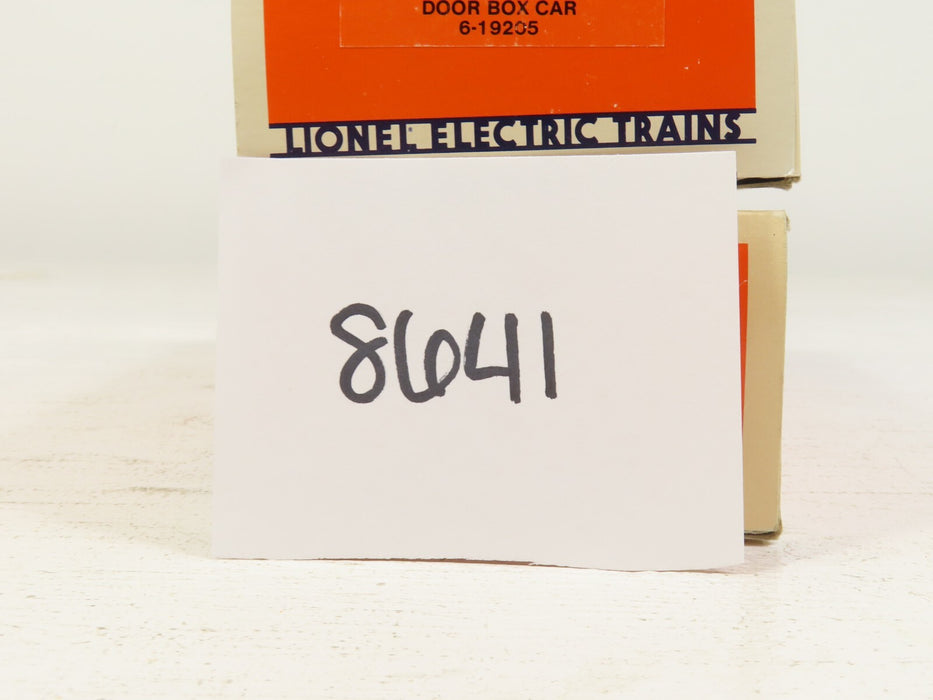 DOOR BOX CAR
6-19235
LIONEL ELECTRIC TRAINS
8641